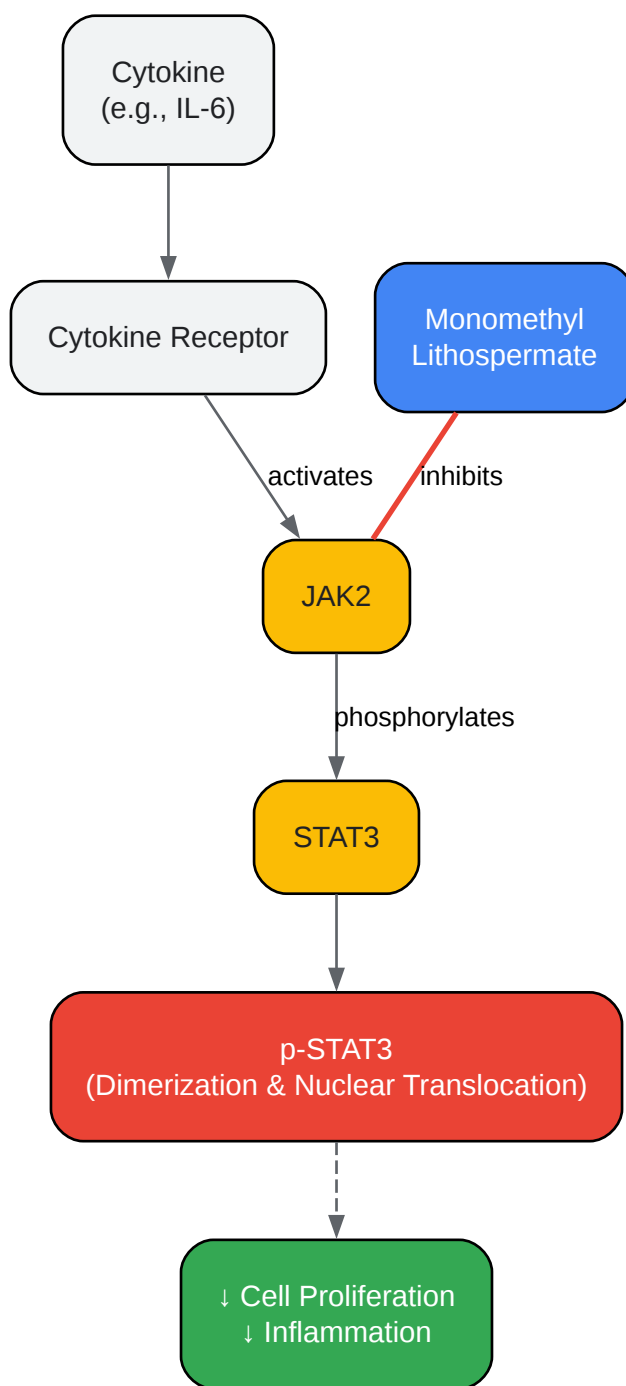 Cytokine
(e.g., IL-6)
Cytokine Receptor
Monomethyl
Lithospermate
activates
inhibits
JAK2
phosphorylates
STAT3
p-STAT3
(Dimerization & Nuclear Translocation)
↓ Cell Proliferation
↓ Inflammation